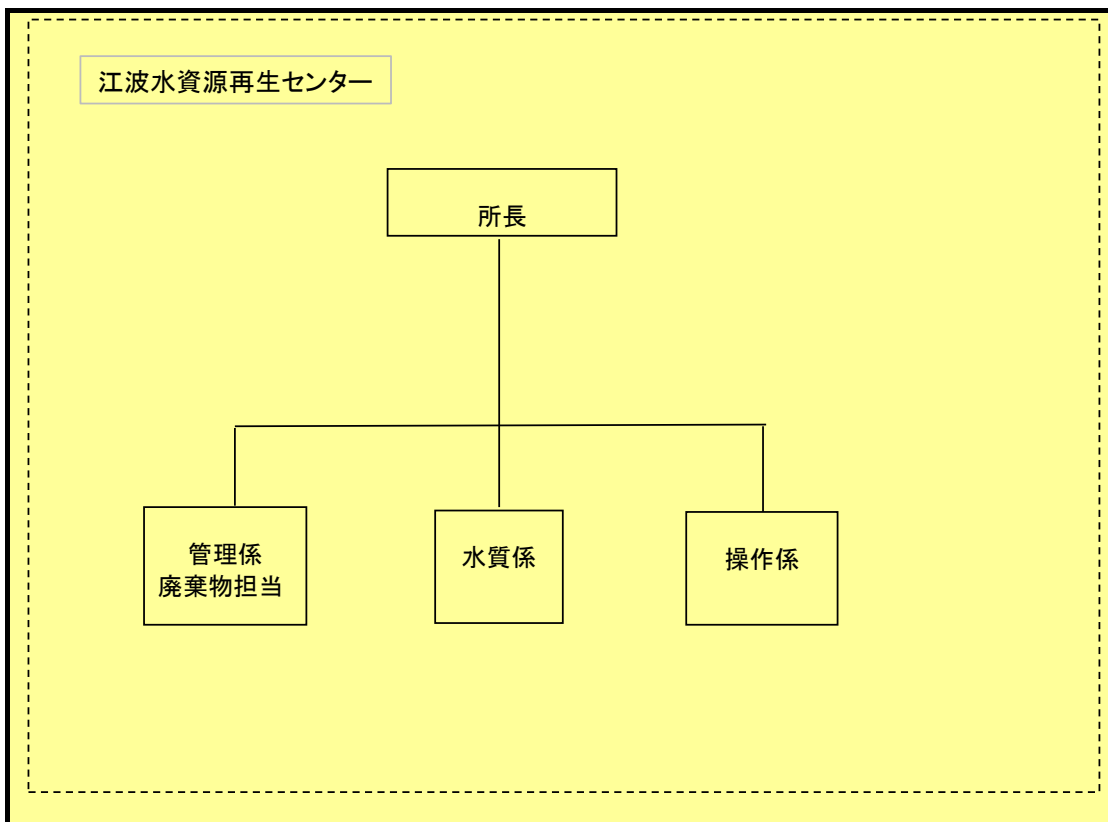 江波水資源再生センター
所長
管理係
廃棄物担当
水質係
操作係